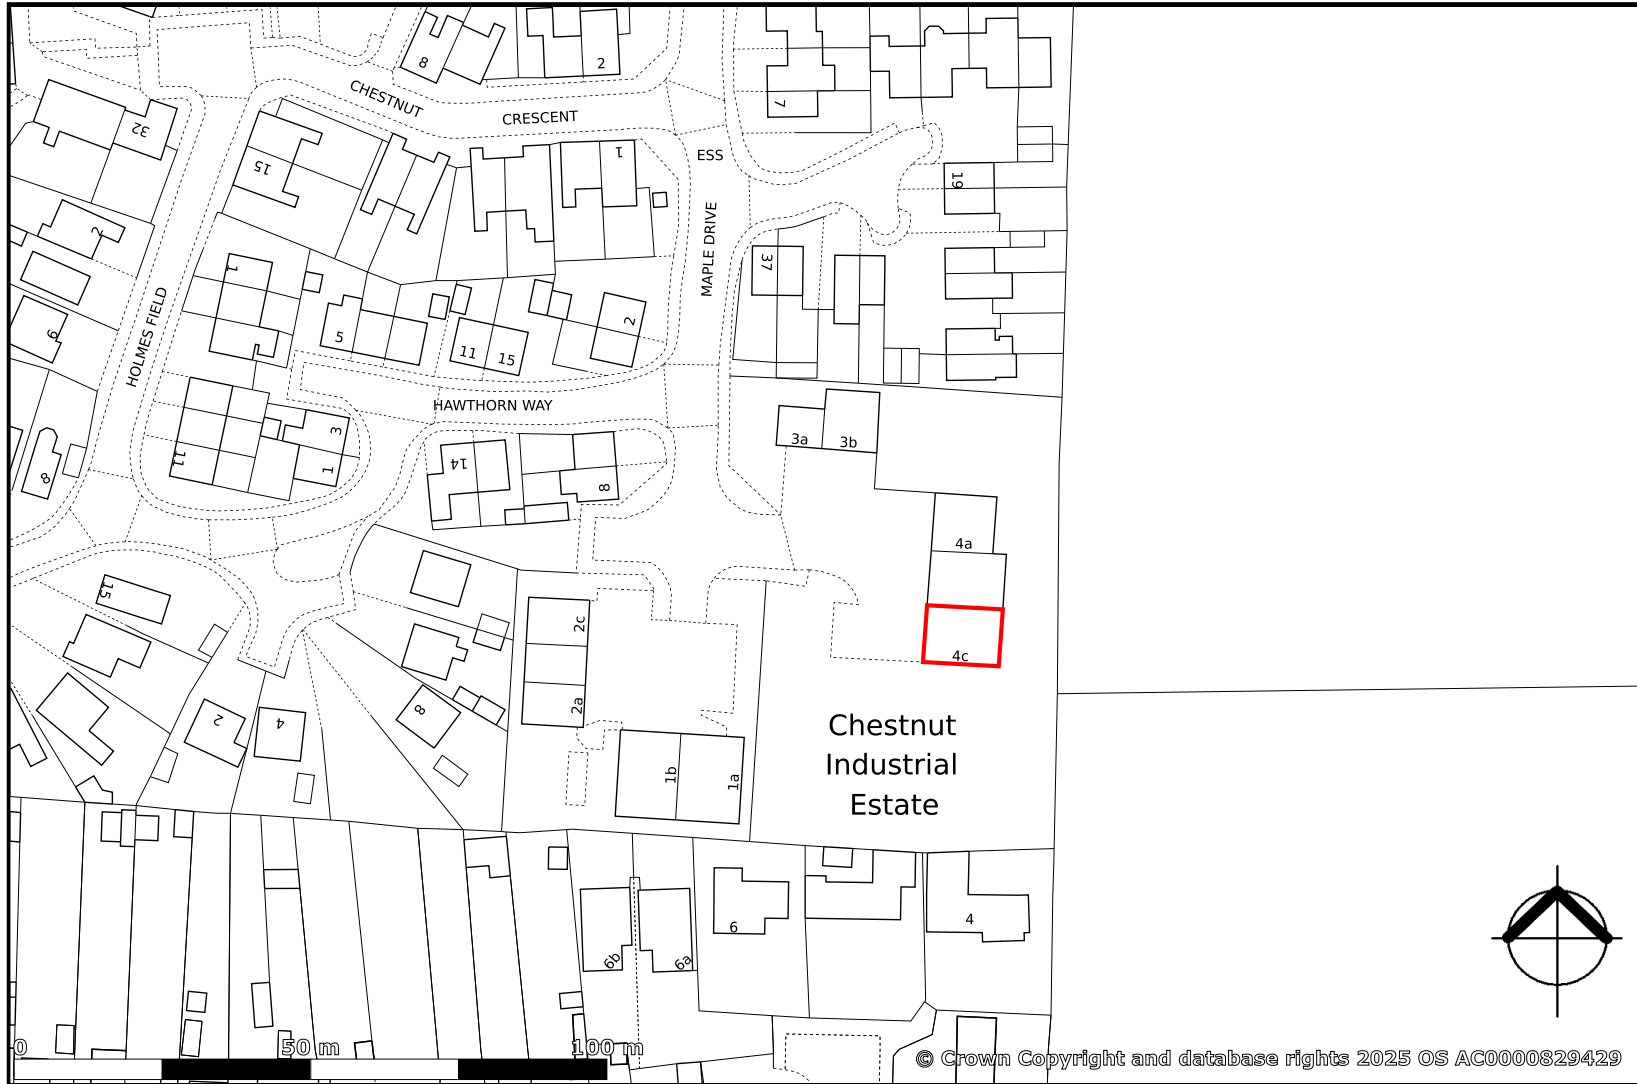 8
2
CHESTNUT
CRESCENT
7
32
15
1
ESS
19
2
MAPLE DRIVE
37
1
HOLMES FIELD
5
11
15
2
6
HAWTHORN WAY
3
1
11
14
8
8
3a
3b
4a
4c
15
2c
2a
8
2
4
1b
1a
Chestnut
Industrial
Estate
6b
6a
6
4
0
50 m
100 m
© Crown Copyright and database rights 2025 OS AC0000829429